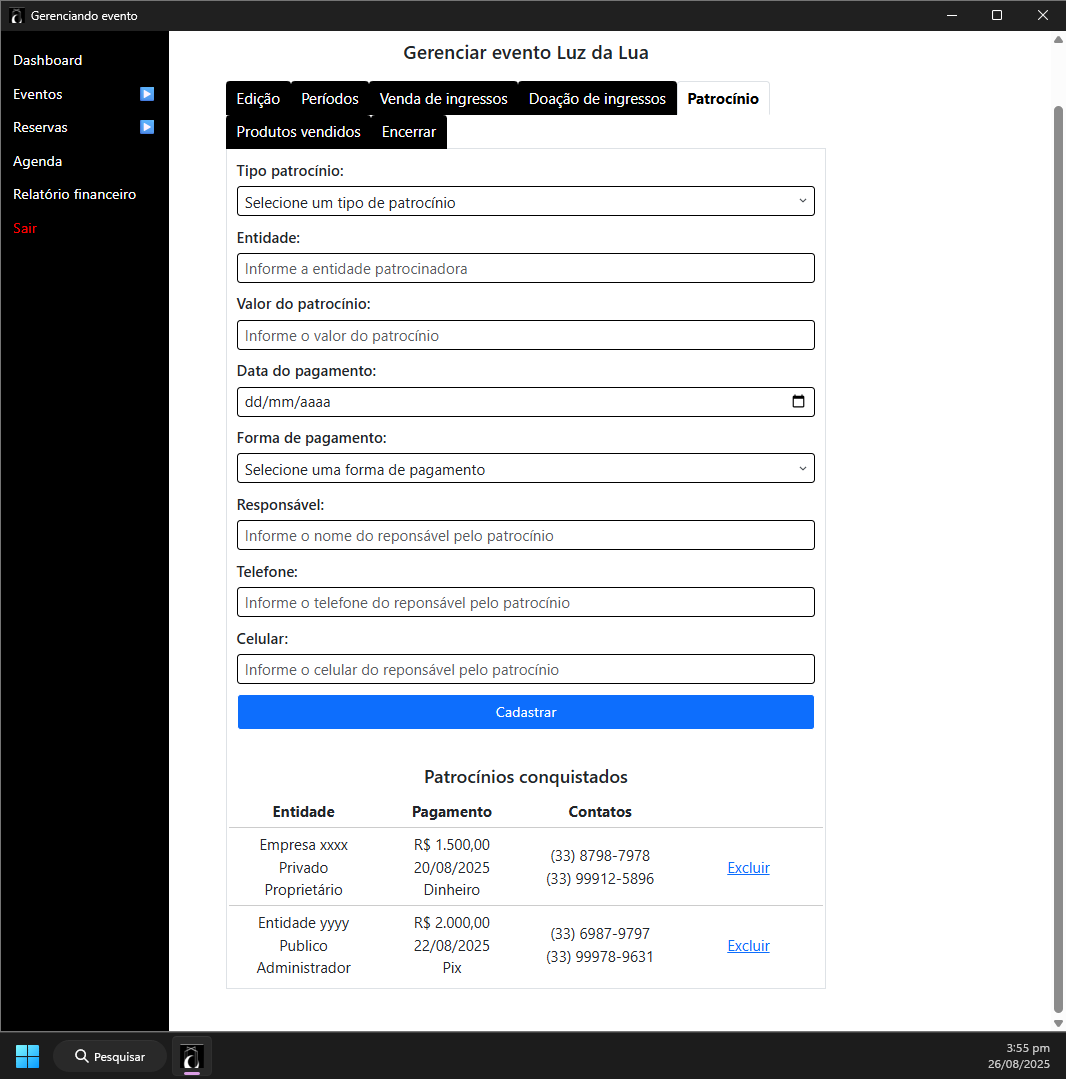 Gerenciando evento
Dashboard
Eventos
Reservas
Agenda
Relatório financeiro
Sair
Gerenciar evento Luz da Lua
Edição Períodos Venda de ingressos Doação de ingressos Patrocínio
Produtos vendidos Encerrar
Tipo patrocínio:
Selecione um tipo de patrocínio
Entidade:
Informe a entidade patrocinadora
Valor do patrocínio:
Informe o valor do patrocínio
Data do pagamento:
dd/mm/aaaa
Forma de pagamento:
Selecione uma forma de pagamento
Responsável:
Informe o nome do reponsável pelo patrocínio
Telefone:
Informe o telefone do reponsável pelo patrocínio
Celular:
Informe o celular do reponsável pelo patrocínio
Cadastrar
Patrocínios conquistados
Entidade Pagamento Contatos
Empresa xxxx
Privado
Proprietário
R$ 1.500,00
20/08/2025
Dinheiro
(33) 8798-7978
(33) 99912-5896
Excluir
Entidade yyyy
Publico
Administrador
R$ 2.000,00
22/08/2025
Pix
(33) 6987-9797
(33) 99978-9631
Excluir
Pesquisar
3:55 pm
26/08/2025